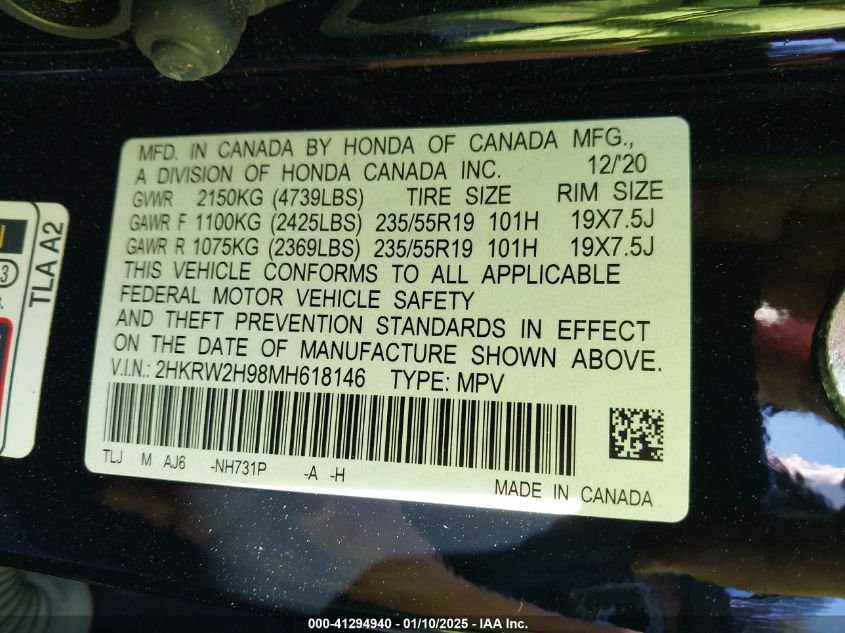 MFD. IN CANADA BY HONDA OF CANADA MFG.,
A DIVISION OF HONDA CANADA INC. 12/'20
GVWR 2150KG (4739LBS) TIRE SIZE RIM SIZE
GAWR F 1100KG (2425LBS) 235/55R19 101H 19X7.5J
GAWR R 1075KG (2369LBS) 235/55R19 101H 19X7.5J
THIS VEHICLE CONFORMS TO ALL APPLICABLE
FEDERAL MOTOR VEHICLE SAFETY
AND THEFT PREVENTION STANDARDS IN EFFECT
ON THE DATE OF MANUFACTURE SHOWN ABOVE.
V.I.N.: 2HKRW2H98MH618146 TYPE: MPV
TLJ M AJ6 -NH731P -A -H
MADE IN CANADA
TLA A2
3
000-41294940 - 01/10/2025 - IAA Inc.